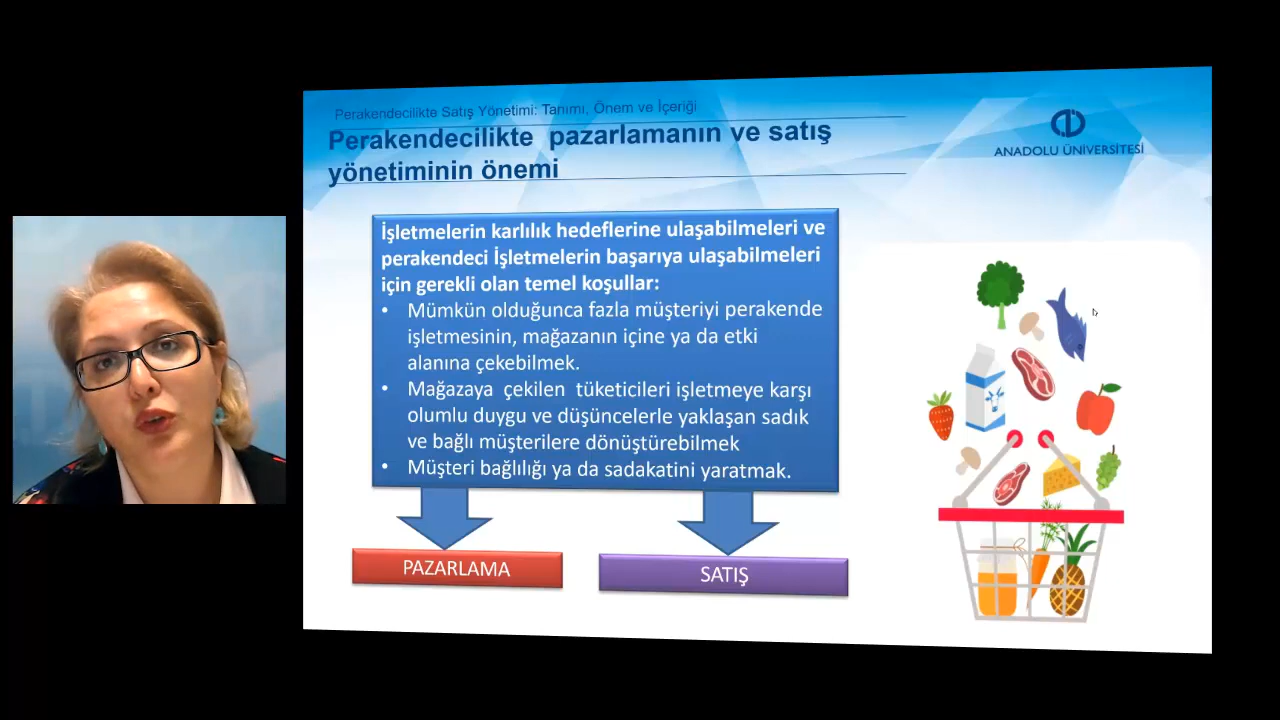 Perakendecilikte Satış Yönetimi: Tanımı, Önem ve İçeriği
Perakendecilikte pazarlamanın ve satış
yönetiminin önemi
ANADOLU ÜNİVERSİTESİ
İşletmelerin karlılık hedeflerine ulaşabilmeleri ve
perakendeci İşletmelerin başarıya ulaşabilmeleri
için gerekli olan temel koşullar:
• Mümkün olduğunca fazla müşteriyi perakende
işletmesinin, mağazanın içine ya da etki
alanına çekebilmek.
• Mağazaya çekilen tüketicileri işletmeye karşı
olumlu duygu ve düşüncelerle yaklaşan sadık
ve bağlı müşterilere dönüştürebilmek
• Müşteri bağlılığı ya da sadakatini yaratmak.
PAZARLAMA
SATIŞ